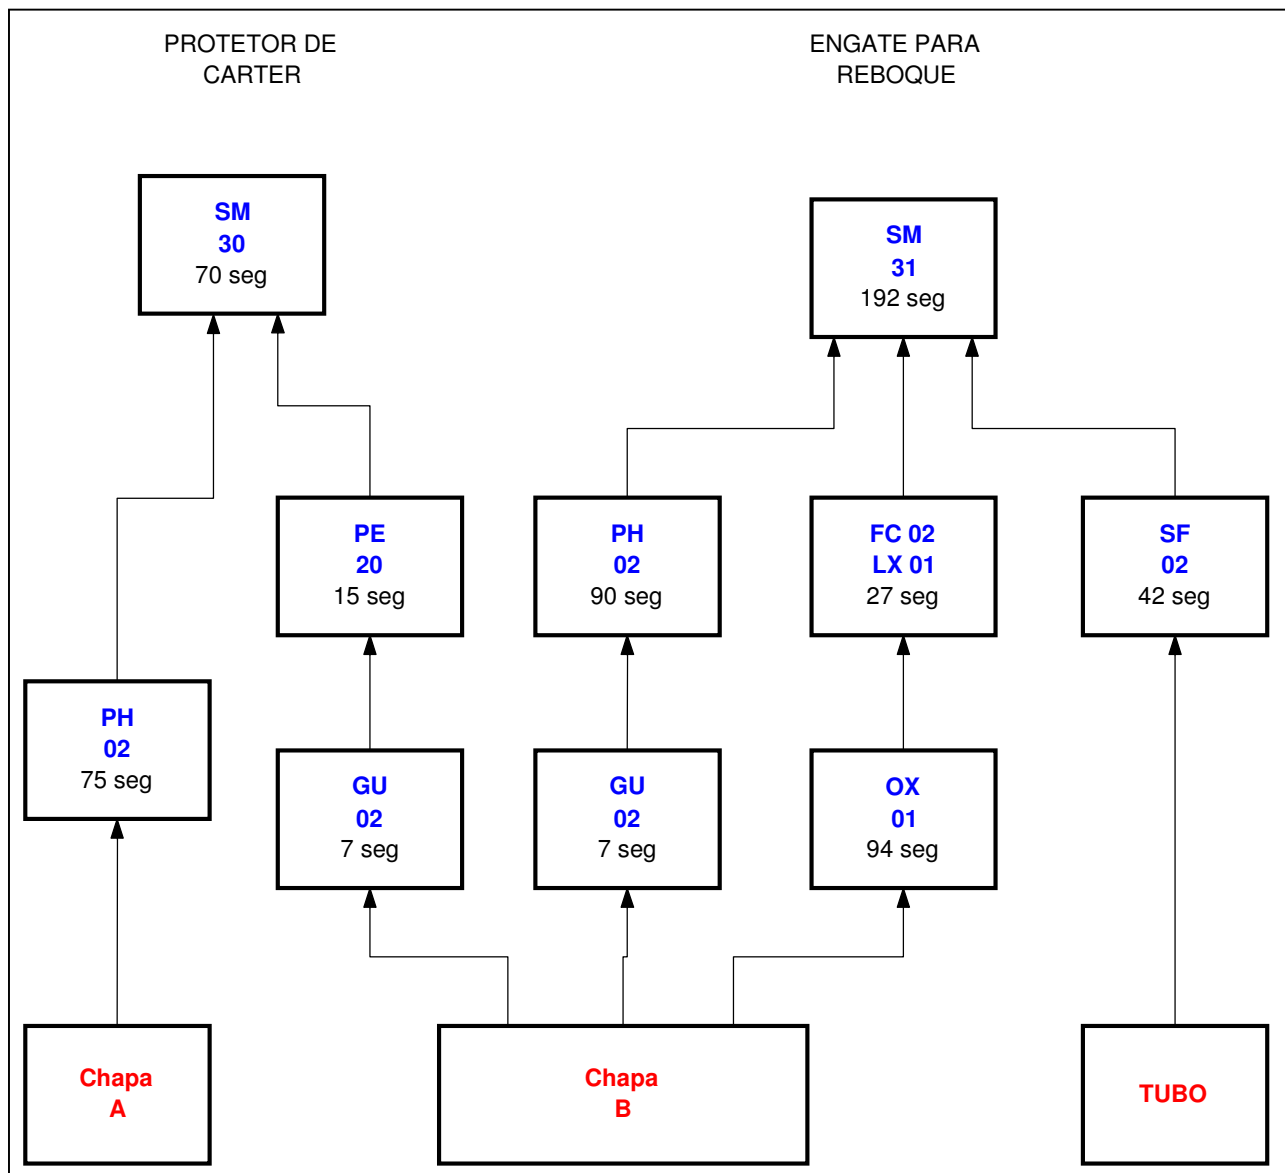 PROTETOR DE
CARTER
ENGATE PARA
REBOQUE
SM
30
70 seg
SM
31
192 seg
PE
20
15 seg
PH
02
90 seg
FC 02
LX 01
27 seg
SF
02
42 seg
PH
02
75 seg
GU
02
7 seg
GU
02
7 seg
OX
01
94 seg
Chapa
A
Chapa
B
TUBO